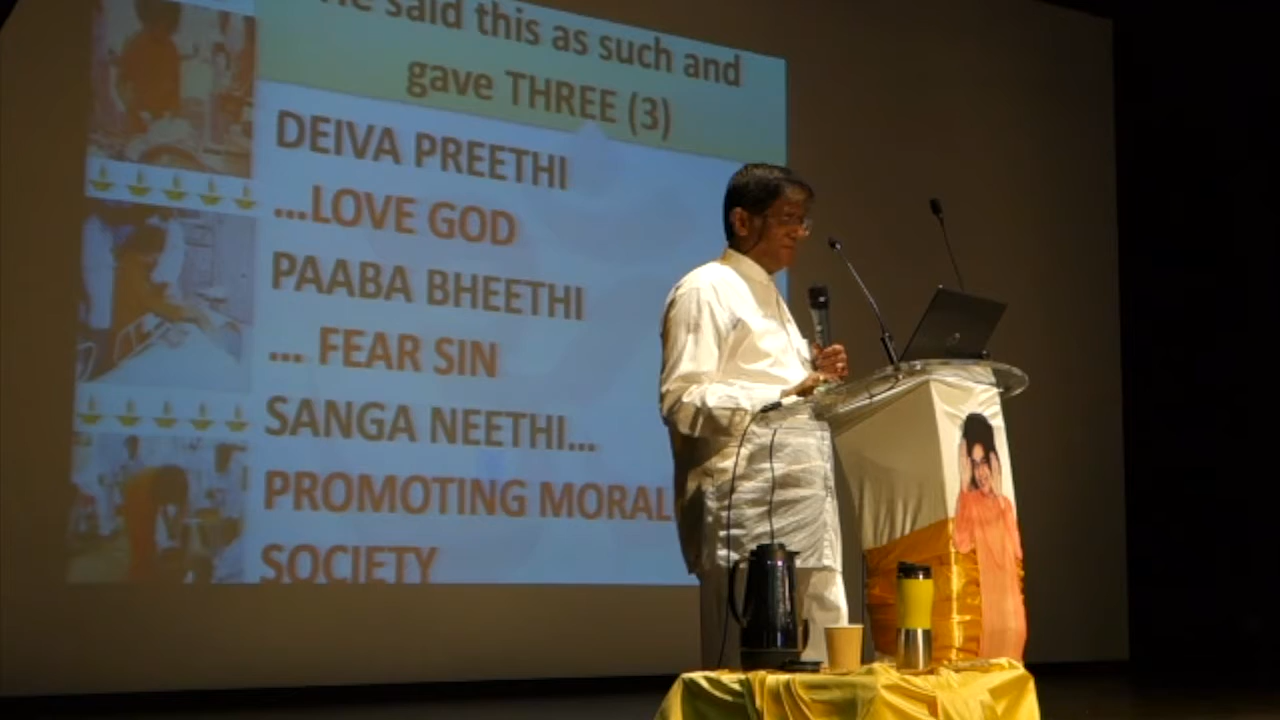 He said this as such and
gave THREE (3)
DEIVA PREETHI
...LOVE GOD
PAABA BHEETHI
... FEAR SIN
SANGA NEETHI...
PROMOTING MORAL
SOCIETY